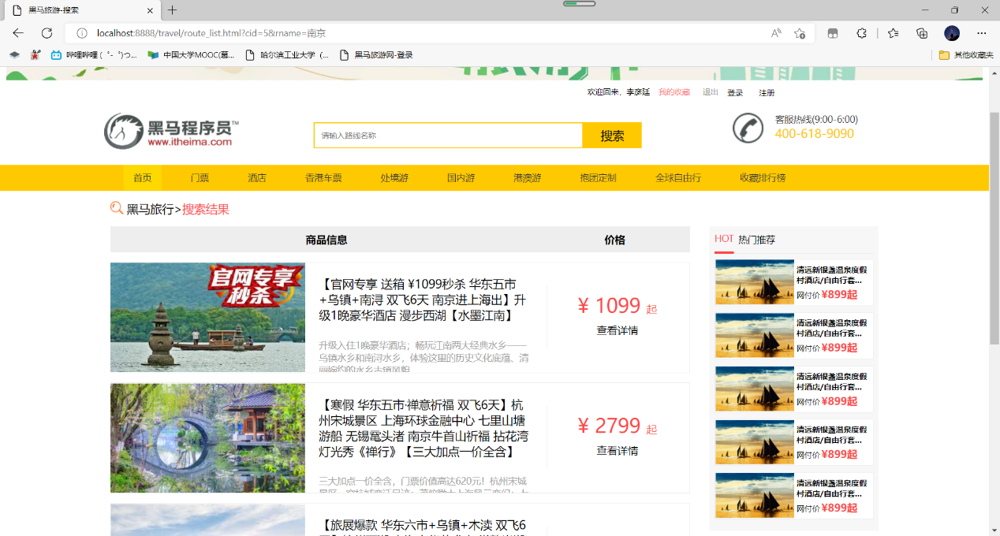 黑马旅游-搜索
localhost:8888/travel/route_list.html?cid=5&rname=南京
哔哩哔哩 (゜-゜)つ...
中国大学MOOC(慕...
哈尔滨工业大学（...
黑马旅游网-登录
其他收藏夹
欢迎回来，李彦廷 我的收藏 退出 登录 注册
黑马程序员™
www.itheima.com
请输入路线名称
搜索
客服热线(9:00-6:00)
400-618-9090
首页 门票 酒店 香港车票 处境游 国内游 港澳游 抱团定制 全球自由行 收藏排行榜
黑马旅行>搜索结果
商品信息 价格
官网专享
秒杀
【官网专享 送箱 ¥1099秒杀 华东五市
+乌镇+南浔 双飞6天 南京进上海出】升
级1晚豪华酒店 漫步西湖【水墨江南】
升级入住1晚豪华酒店；畅玩江南两大经典水乡——
乌镇水乡和南浔水乡，体验这里的历史文化底蕴、清
丽婉约的水乡古镇风貌
¥ 1099 起
查看详情
【寒假 华东五市·禅意祈福 双飞6天】杭
州宋城景区 上海环球金融中心 七里山塘
游船 无锡鼋头渚 南京牛首山祈福 拈花湾
灯光秀《禅行》【三大加点一价全含】
三大加点一价全含，门票价值高达620元！杭州宋城
¥ 2799 起
查看详情
【旅展爆款 华东六市+乌镇+木渎 双飞6
HOT 热门推荐
清远新银盏温泉度假
村酒店/自由行套...
网付价 ¥899起
清远新银盏温泉度假
村酒店/自由行套...
网付价 ¥899起
清远新银盏温泉度假
村酒店/自由行套...
网付价 ¥899起
清远新银盏温泉度假
村酒店/自由行套...
网付价 ¥899起
清远新银盏温泉度假
村酒店/自由行套...
网付价 ¥899起